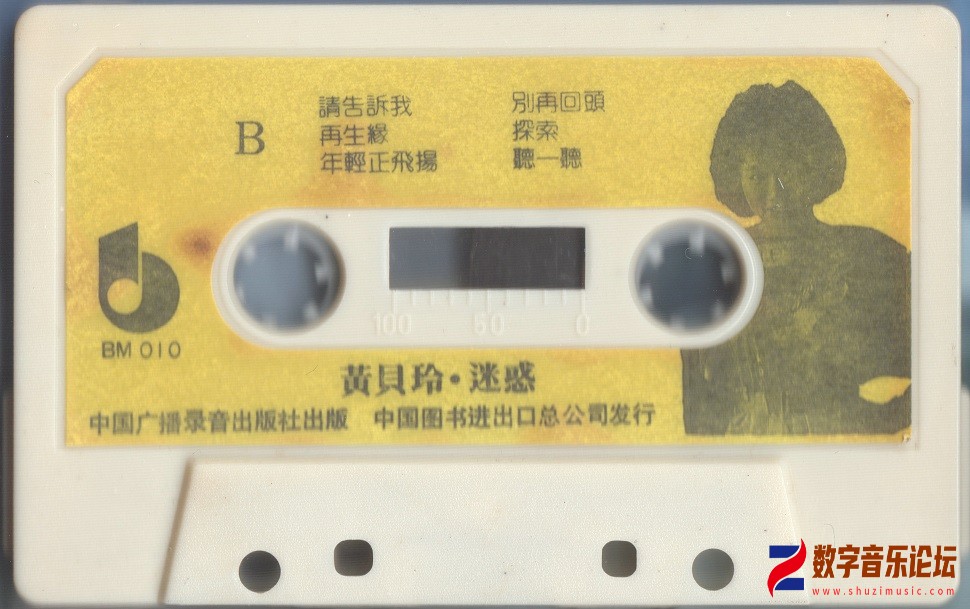 B
請告訴我
再生緣
年輕正飛揚
別再回頭
探索
聽一聽
BM 010
100 50 0
黃貝玲·迷惑
中国广播录音出版社出版 中国图书进出口总公司发行
数字音乐论坛
www.shuzimusic.com